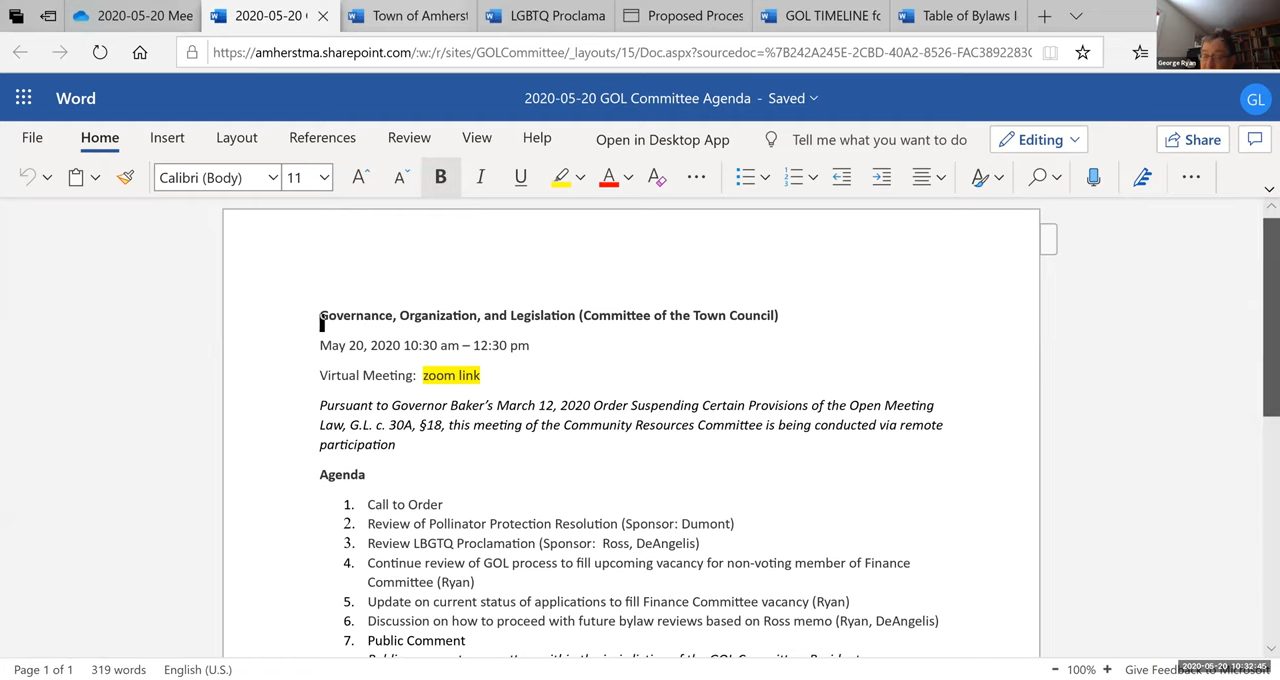 2020-05-20 Mee
2020-05-20
Town of Amherst
LGBTQ Proclama
Proposed Proces
GOL TIMELINE fo
Table of Bylaws
George Ryan
https://amherstma.sharepoint.com/:w:/r/sites/GOLCommittee/_layouts/15/Doc.aspx?sourcedoc=%7B242A245E-2CBD-40A2-8526-FAC3892283C
Word
2020-05-20 GOL Committee Agenda - Saved
GL
File Home Insert Layout References Review View Help Open in Desktop App Tell me what you want to do Editing Share
Calibri (Body) 11 B I U
Governance, Organization, and Legislation (Committee of the Town Council)
May 20, 2020 10:30 am – 12:30 pm
Virtual Meeting: zoom link
Pursuant to Governor Baker’s March 12, 2020 Order Suspending Certain Provisions of the Open Meeting
Law, G.L. c. 30A, §18, this meeting of the Community Resources Committee is being conducted via remote
participation
Agenda
1. Call to Order
2. Review of Pollinator Protection Resolution (Sponsor: Dumont)
3. Review LBGTQ Proclamation (Sponsor: Ross, DeAngelis)
4. Continue review of GOL process to fill upcoming vacancy for non-voting member of Finance
Committee (Ryan)
5. Update on current status of applications to fill Finance Committee vacancy (Ryan)
6. Discussion on how to proceed with future bylaw reviews based on Ross memo (Ryan, DeAngelis)
7. Public Comment
Page 1 of 1 319 words English (U.S.) - 100% + Give Feedback to Microsoft
2020-05-20 10:32:45